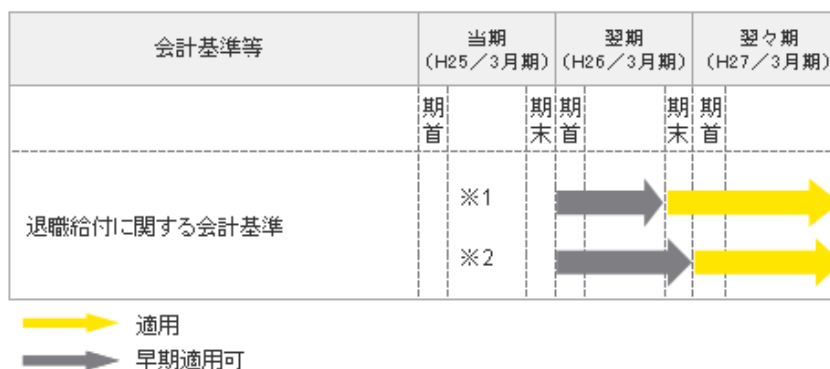 会計基準等
当期
(H25／3月期)
翌期
(H26／3月期)
翌々期
(H27／3月期)
期首
期末
期首
期末
期首
退職給付に関する会計基準
※1
※2
適用
早期適用可